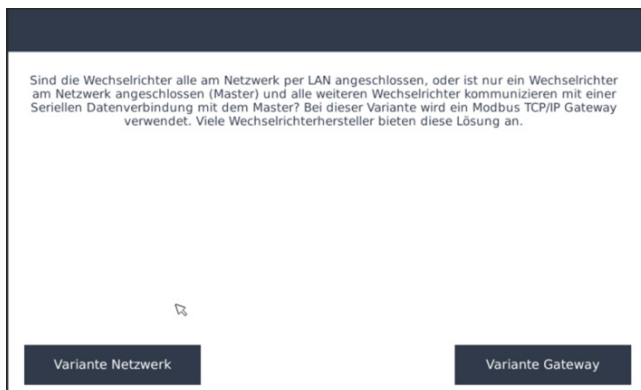 Sind die Wechselrichter alle am Netzwerk per LAN angeschlossen, oder ist nur ein Wechselrichter
am Netzwerk angeschlossen (Master) und alle weiteren Wechselrichter kommunizieren mit einer
Seriellen Datenverbindung mit dem Master? Bei dieser Variante wird ein Modbus TCP/IP Gateway
verwendet. Viele Wechselrichterhersteller bieten diese Lösung an.
Variante Netzwerk
Variante Gateway